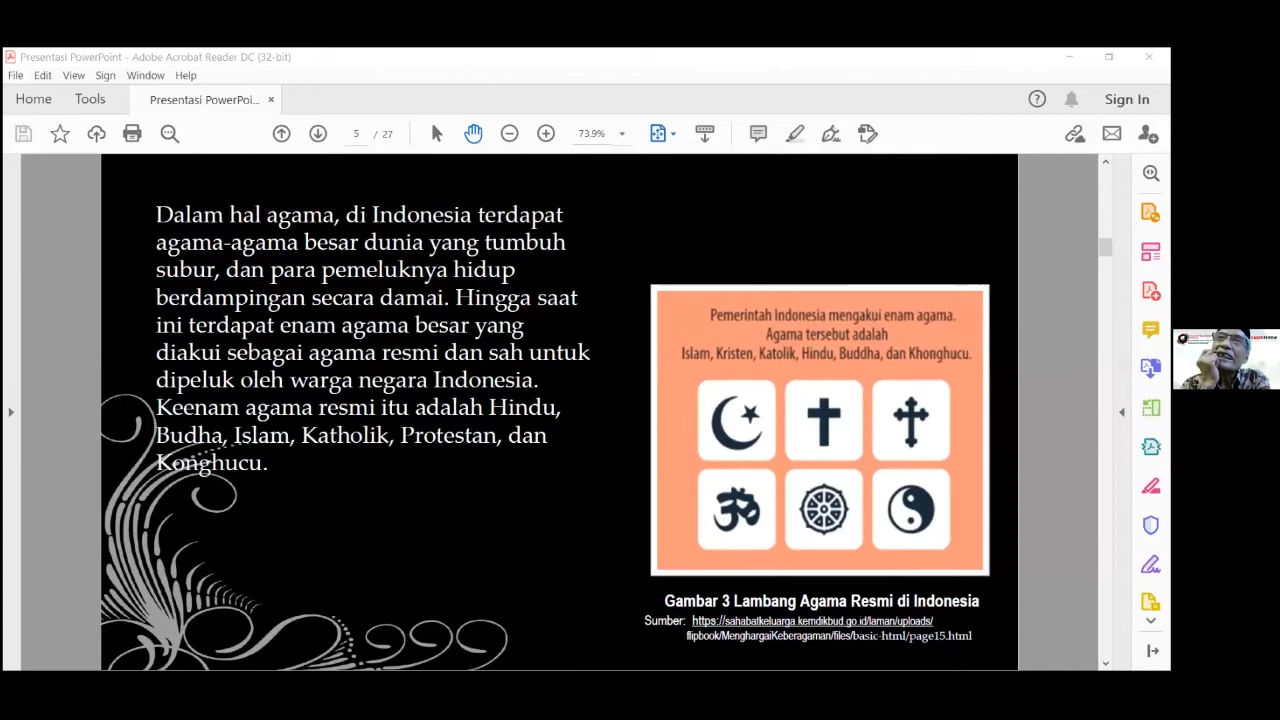 Presentasi PowerPoint - Adobe Acrobat Reader DC (32-bit)
File Edit View Sign Window Help
Home Tools Presentasi PowerPoi... × Sign In
5 / 27 73.9%
Dalam hal agama, di Indonesia terdapat
agama-agama besar dunia yang tumbuh
subur, dan para pemeluknya hidup
berdampingan secara damai. Hingga saat
ini terdapat enam agama besar yang
diakui sebagai agama resmi dan sah untuk
dipeluk oleh warga negara Indonesia.
Keenam agama resmi itu adalah Hindu,
Budha, Islam, Katholik, Protestan, dan
Konghucu.
Pemerintah Indonesia mengakui enam agama.
Agama tersebut adalah
Islam, Kristen, Katolik, Hindu, Buddha, dan Khonghucu.
Gambar 3 Lambang Agama Resmi di Indonesia
Sumber: https://sahabatkeluarga.kemdikbud.go.id/laman/uploads/
flipbook/MenghargaiKeberagaman/files/basic-html/page15.html